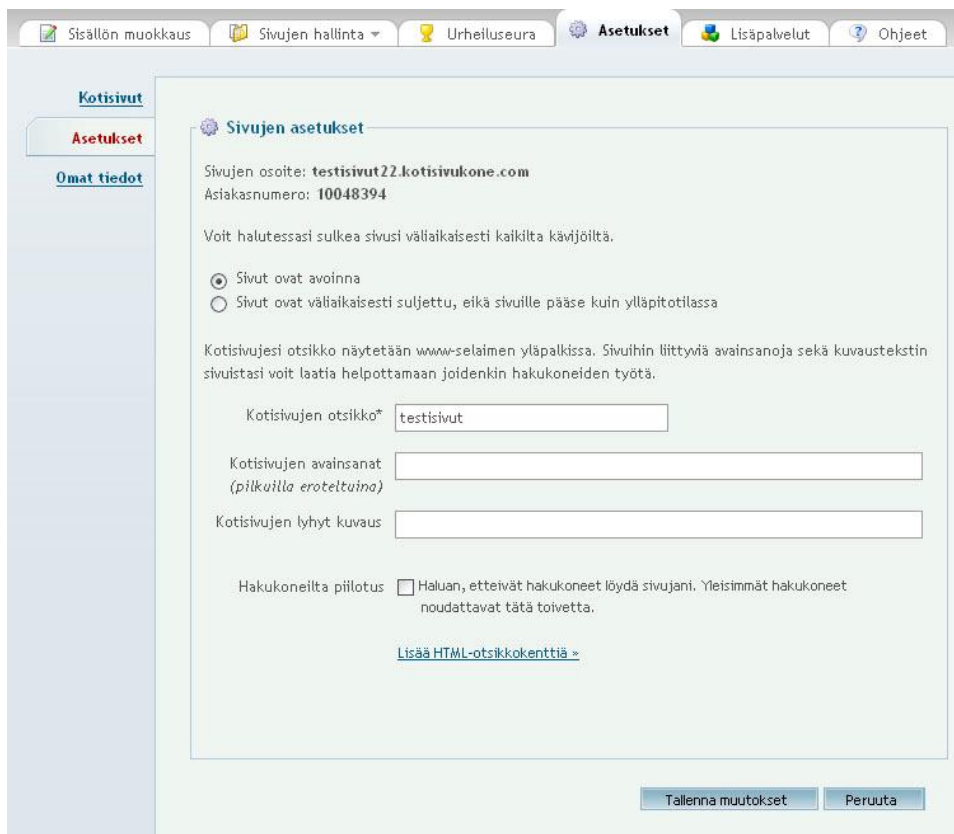 Sisällön muokkaus Sivujen hallinta Urheiluseura Asetukset Lisäpalvelut Ohjeet
Kotisivut
Asetukset
Omat tiedot
Sivujen asetukset
Sivujen osoite: testisivut22.kotisivukone.com
Asiakasnumero: 10048394
Voit halutessasi sulkea sivusi väliaikaisesti kaikilta kävijöiltä.
Sivut ovat avoinna
Sivut ovat väliaikaisesti suljettu, eikä sivuille pääse kuin ylläpitotilassa
Kotisivujesi otsikko näytetään www-selaimen yläpalkissa. Sivuihin liittyviä avainsanoja sekä kuvaustekstin
sivuistasi voit laatia helpottamaan joidenkin hakukoneiden työtä.
Kotisivujen otsikko* testisivut
Kotisivujen avainsanat
(pilkuilla eroteltuina)
Kotisivujen lyhyt kuvaus
Hakukoneilta piilotus Haluan, etteivät hakukoneet löydä sivujani. Yleisimmät hakukoneet
noudattavat tätä toivetta.
Lisää HTML-otsikkokenttiä »
Tallenna muutokset Peruuta